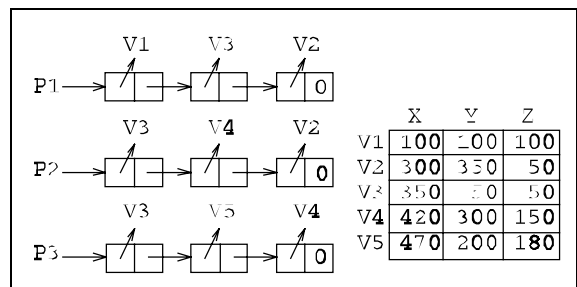 V1 V3 V2
P1 0
V3 V4 V2
P2 0
V3 V5 V4
P3 0
X Y Z
V1 100 100 100
V2 300 350 50
V3 350 50 50
V4 420 300 150
V5 470 200 180